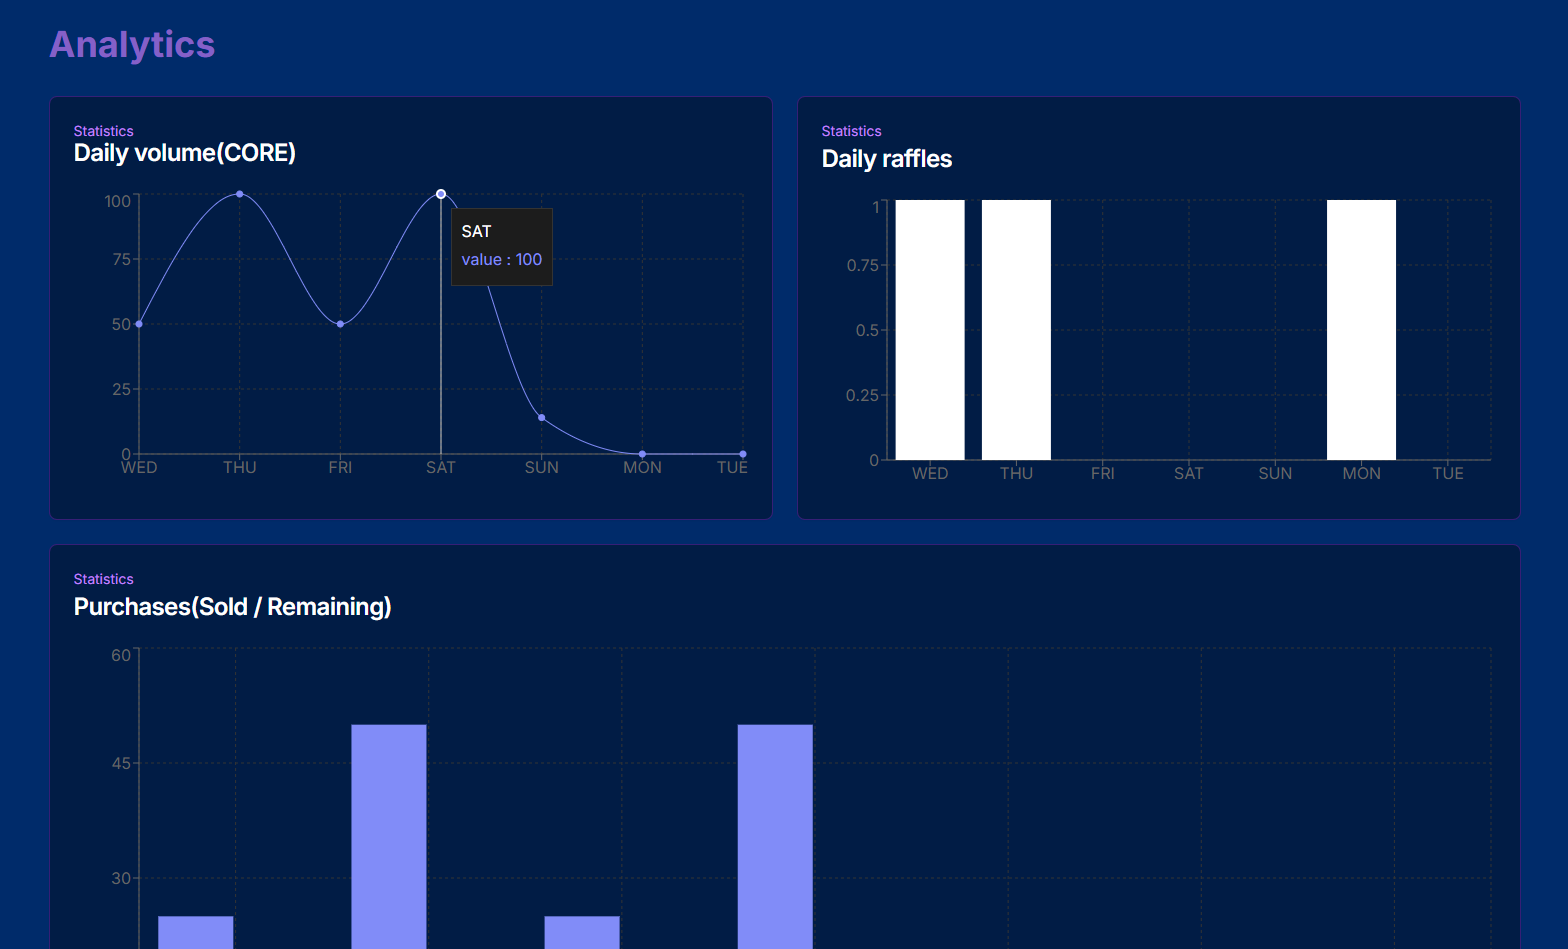 Analytics
Statistics
Daily volume(CORE)
100
75
50
25
0
WED THU FRI SAT SUN MON TUE
SAT
value : 100
Statistics
Daily raffles
1
0.75
0.5
0.25
0
WED THU FRI SAT SUN MON TUE
Statistics
Purchases(Sold / Remaining)
60
45
30